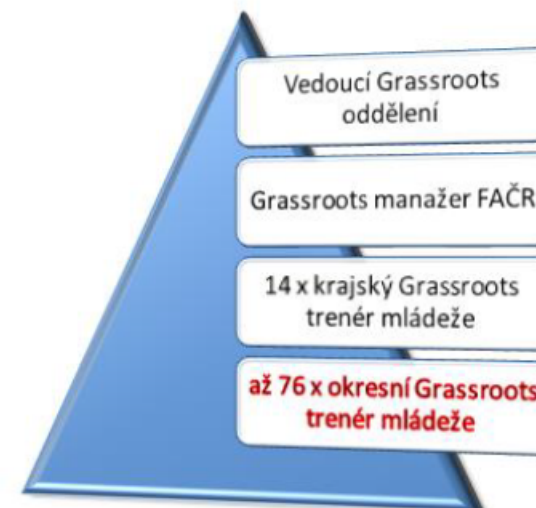 Vedoucí Grassroots
oddělení
Grassroots manažer FAČR
14 x krajský Grassroots
trenér mládeže
až 76 x okresní Grassroots
trenér mládeže